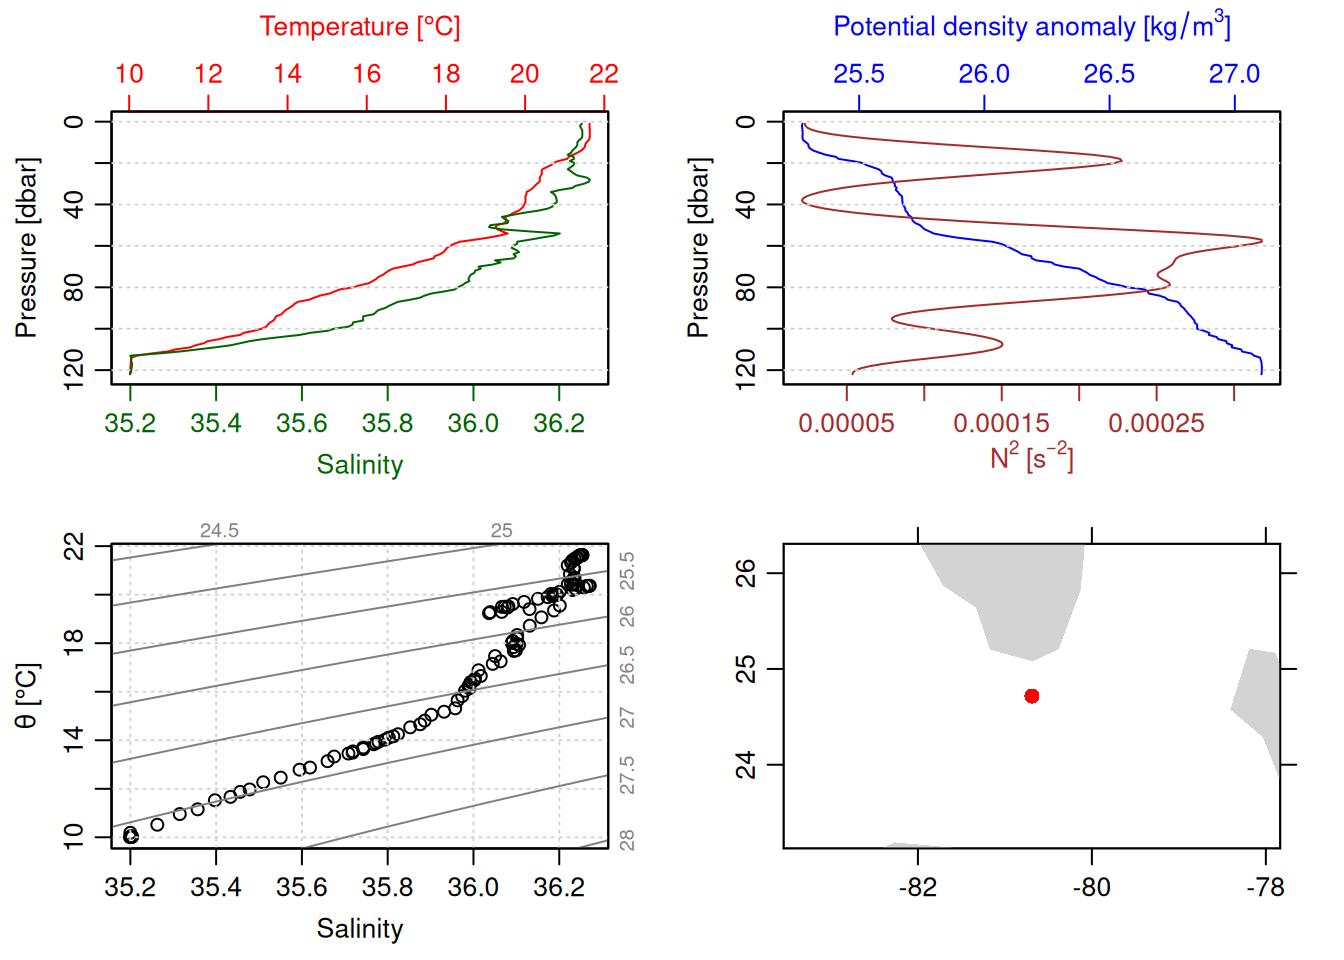 Temperature [°C]
10 12 14 16 18 20 22
Pressure [dbar]
0
40
80
120
35.2 35.4 35.6 35.8 36.0 36.2
Salinity
Potential density anomaly [kg/m³]
25.5 26.0 26.5 27.0
Pressure [dbar]
0
40
80
120
0.00005 0.00015 0.00025
N² [s⁻²]
24.5 25
θ [°C]
22
18
14
10
25.5
26
26.5
27
27.5
28
35.2 35.4 35.6 35.8 36.0 36.2
Salinity
26
25
24
-82 -80 -78